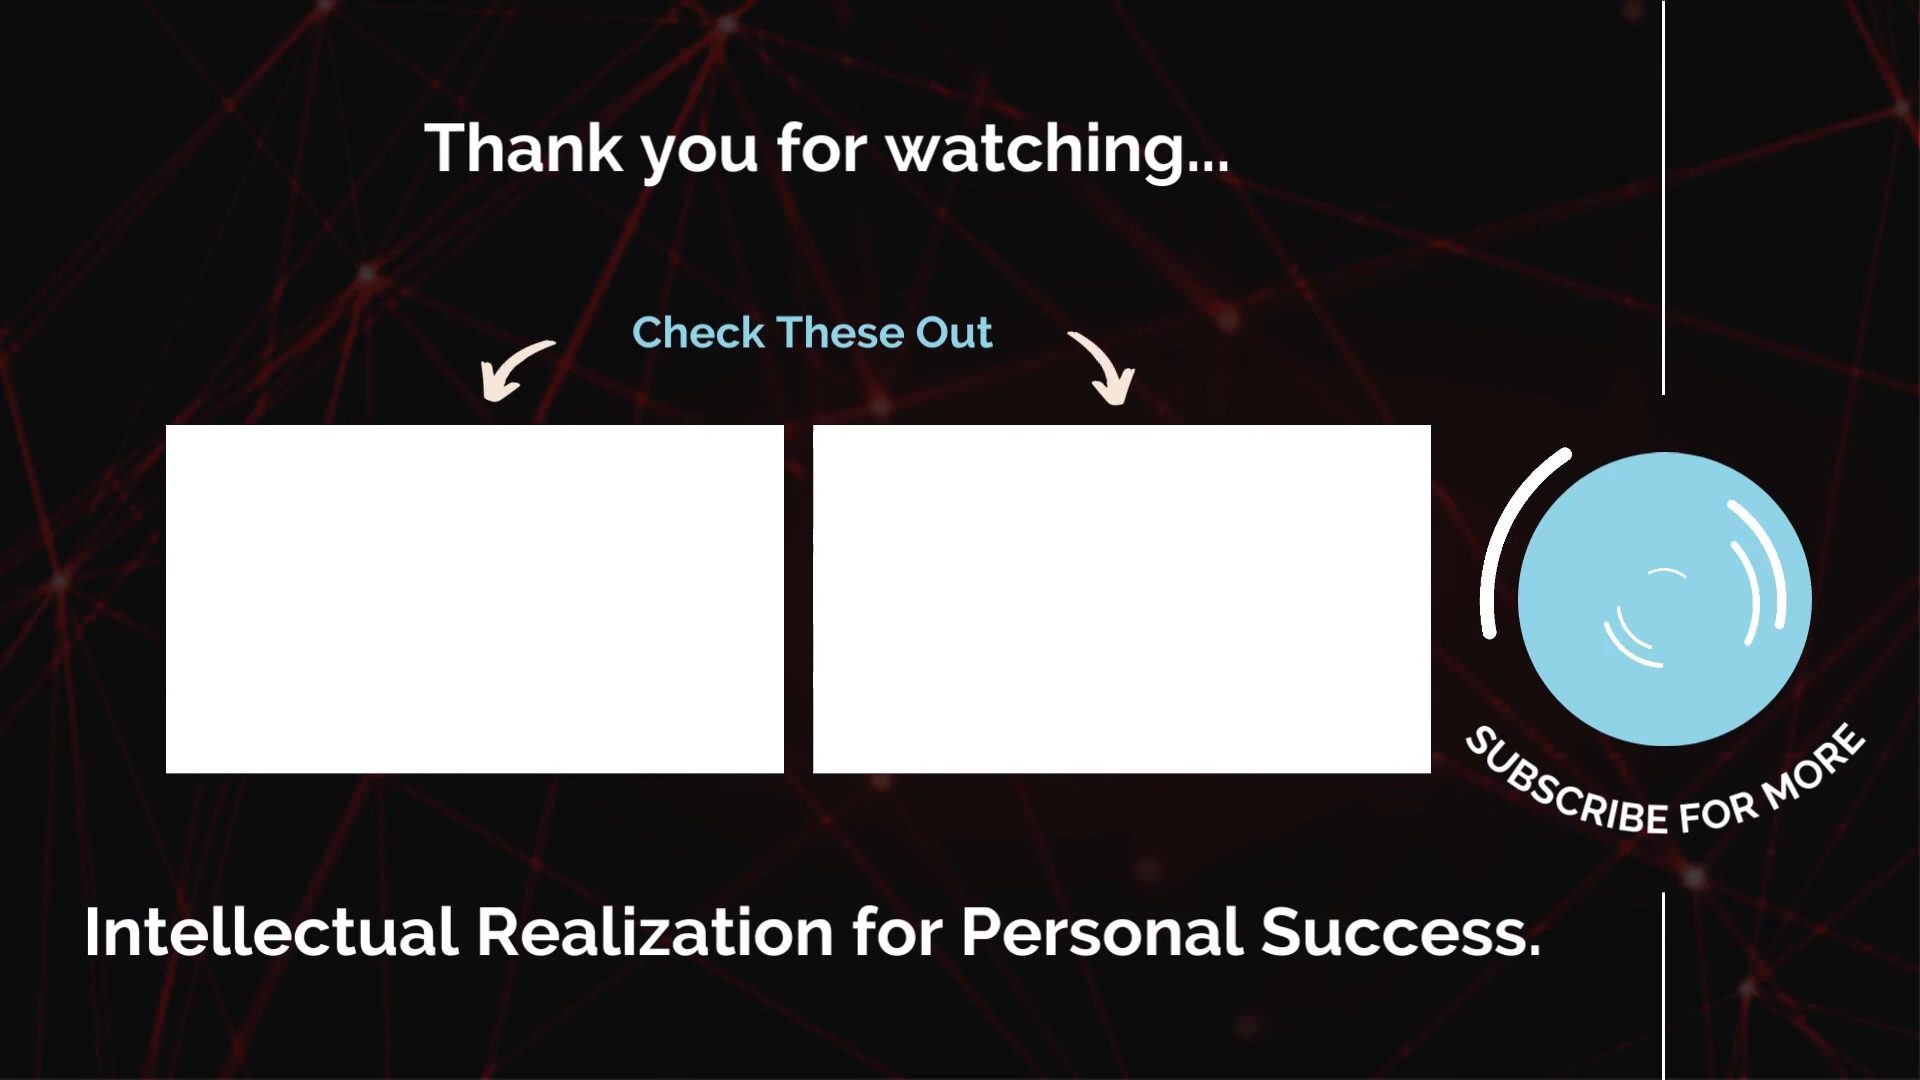 Thank you for watching...
Check These Out
SUBSCRIBE FOR MORE
Intellectual Realization for Personal Success.